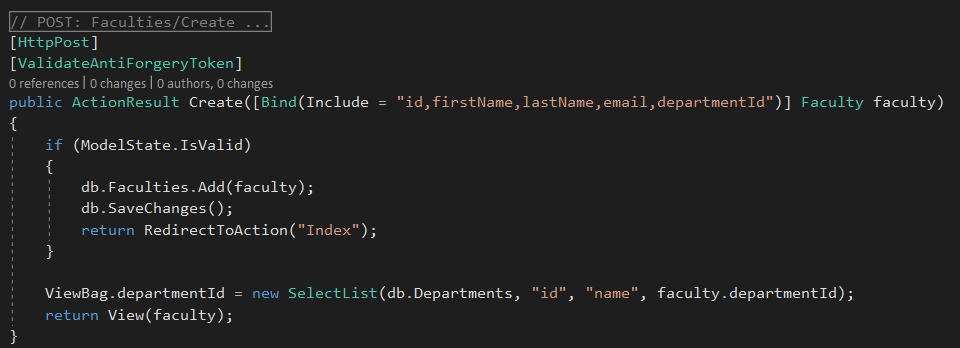 // POST: Faculties/Create ...
[HttpPost]
[ValidateAntiForgeryToken]
0 references | 0 changes | 0 authors, 0 changes
public ActionResult Create([Bind(Include = "id,firstName,lastName,email,departmentId")] Faculty faculty)
{
    if (ModelState.IsValid)
    {
        db.Faculties.Add(faculty);
        db.SaveChanges();
        return RedirectToAction("Index");
    }

    ViewBag.departmentId = new SelectList(db.Departments, "id", "name", faculty.departmentId);
    return View(faculty);
}